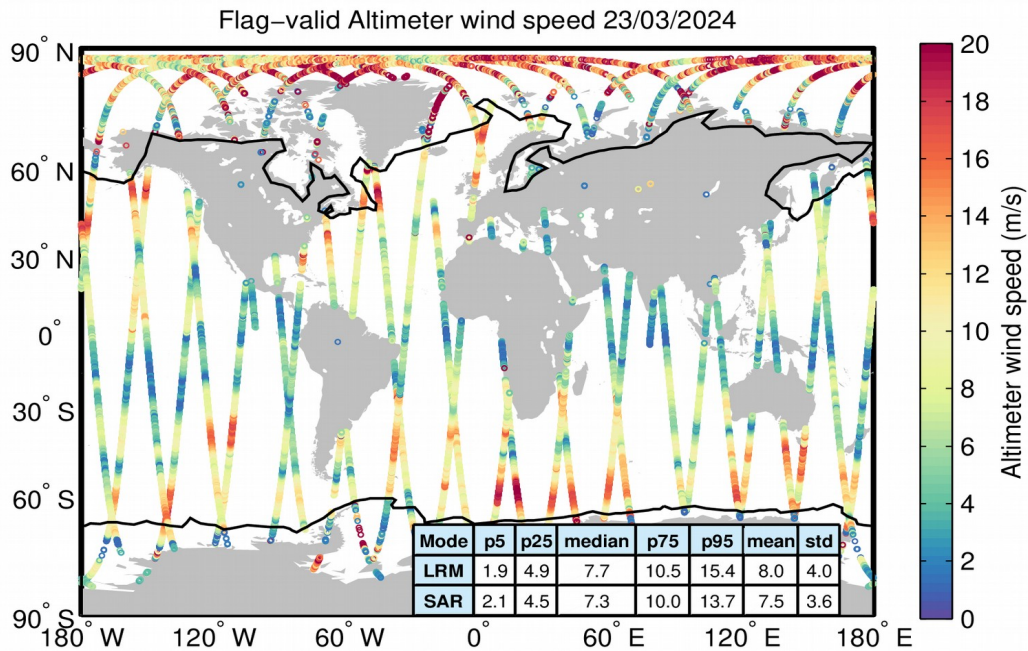 Flag−valid Altimeter wind speed 23/03/2024
90° N
60° N
30° N
0°
30° S
60° S
90° S
180° W
120° W
60° W
0°
60° E
120° E
180° E
Mode p5 p25 median p75 p95 mean std
LRM 1.9 4.9 7.7 10.5 15.4 8.0 4.0
SAR 2.1 4.5 7.3 10.0 13.7 7.5 3.6
20
18
16
14
12
10
8
6
4
2
0
Altimeter wind speed (m/s)